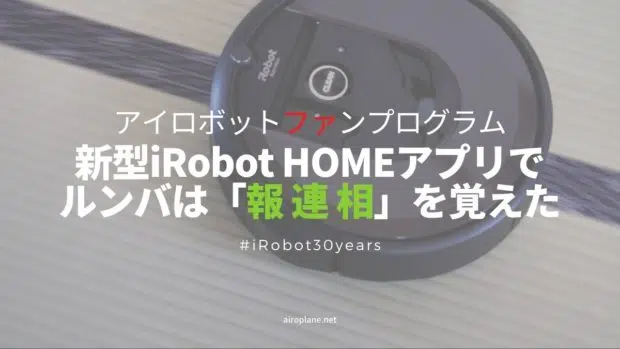 iRobot
CLEAN
アイロボットファンプログラム
新型iRobot HOMEアプリで
ルンバは「報連相」を覚えた
#iRobot30years
airoplane.net